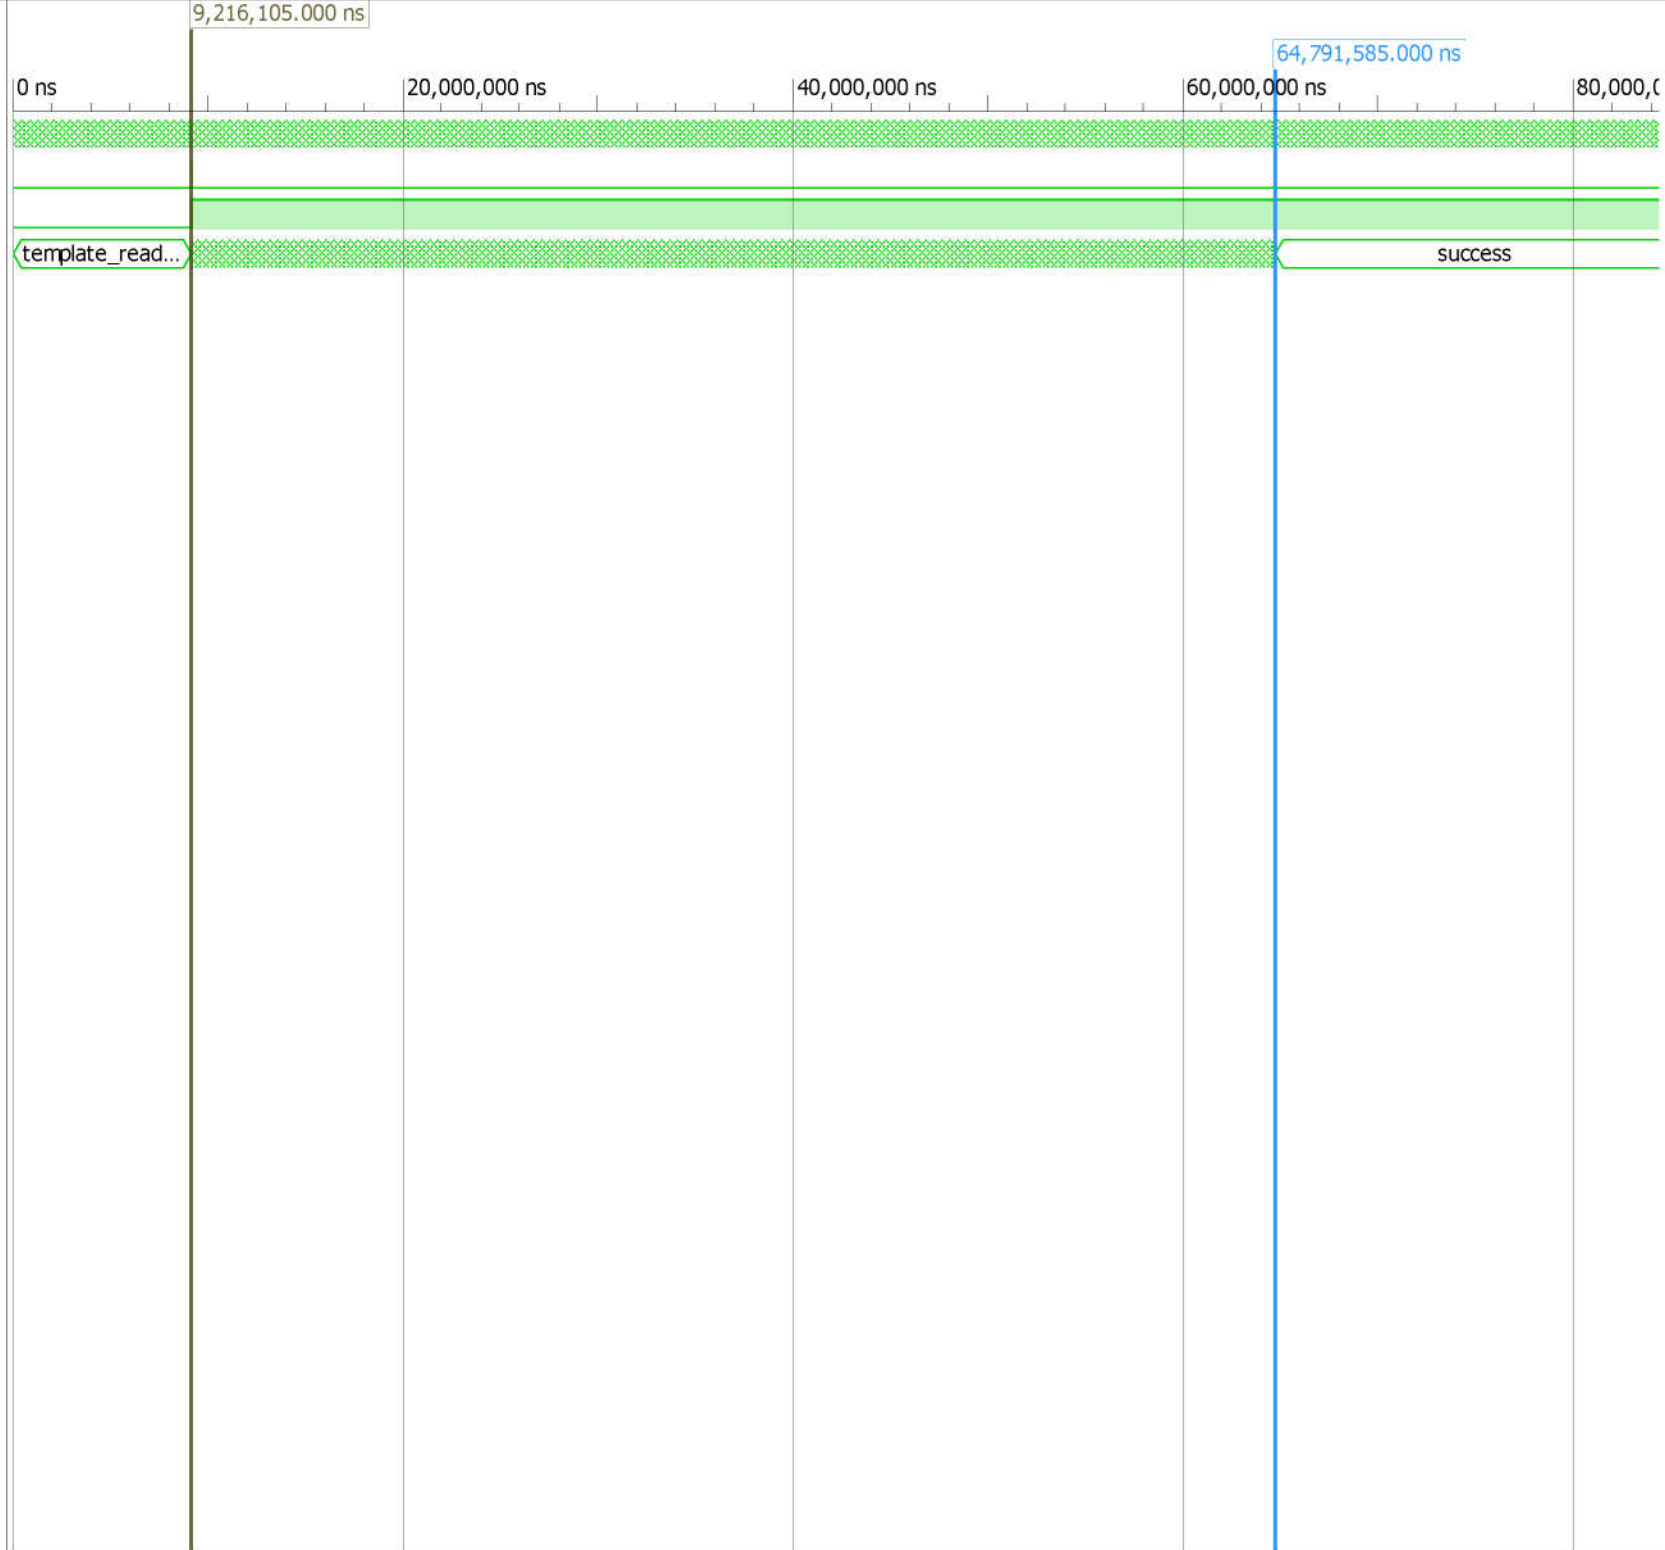 9,216,105.000 ns
64,791,585.000 ns
0 ns
20,000,000 ns
40,000,000 ns
60,000,000 ns
80,000,0
template_read...
success